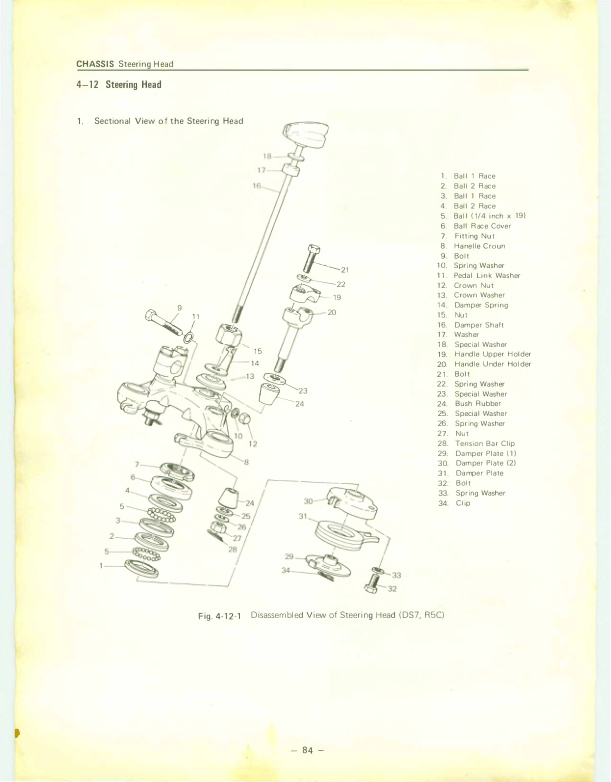 CHASSIS Steering Head
4–12 Steering Head
1. Sectional View of the Steering Head
18
17
16
21
22
19
20
9
11
15
14
13
23
24
10
12
8
7
6
4
5
3
2
5
1
24
25
26
27
28
30
31
29
34
33
32
1. Ball 1 Race
2. Ball 2 Race
3. Ball 1 Race
4. Ball 2 Race
5. Ball (1/4 inch x 19)
6. Ball Race Cover
7. Fitting Nut
8. Hanelle Croun
9. Bolt
10. Spring Washer
11. Pedal Link Washer
12. Crown Nut
13. Crown Washer
14. Damper Spring
15. Nut
16. Damper Shaft
17. Washer
18. Special Washer
19. Handle Upper Holder
20. Handle Under Holder
21. Bolt
22. Spring Washer
23. Special Washer
24. Bush Rubber
25. Special Washer
26. Spring Washer
27. Nut
28. Tension Bar Clip
29. Damper Plate (1)
30. Damper Plate (2)
31. Damper Plate
32. Bolt
33. Spring Washer
34. Clip
Fig. 4-12-1 Disassembled View of Steering Head (DS7, R5C)
– 84 –